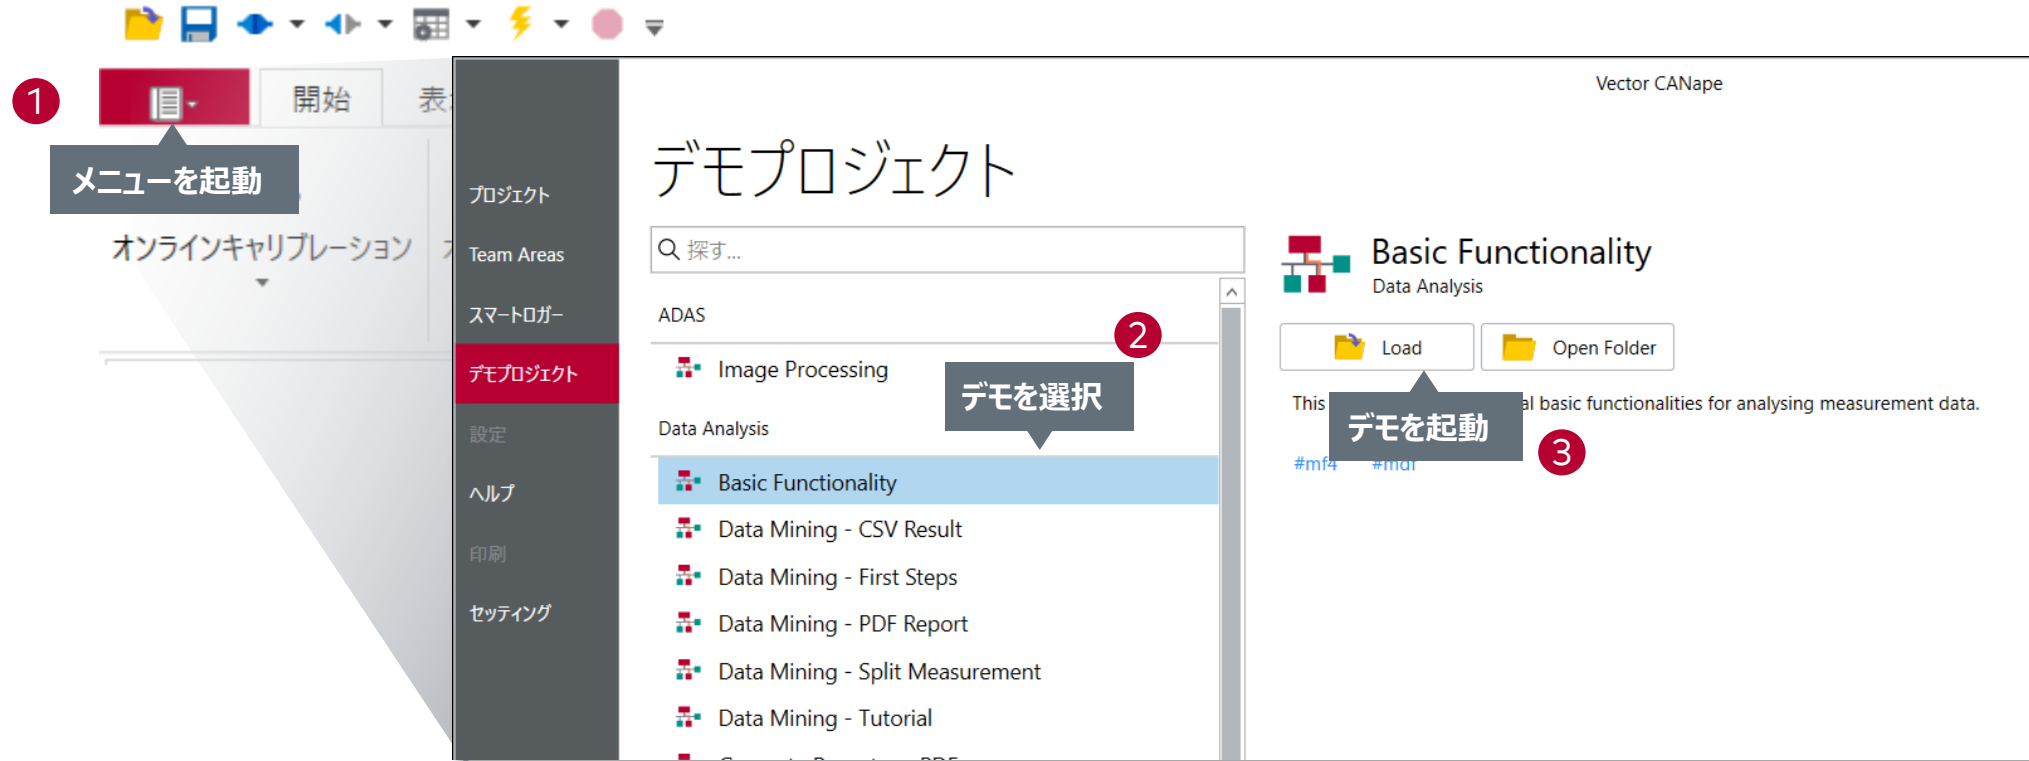 1
開始
メニューを起動
オンラインキャリブレーション
Vector CANape
プロジェクト
Team Areas
スマートロガー
デモプロジェクト
設定
ヘルプ
印刷
セッティング
デモプロジェクト
探す...
ADAS
2
Image Processing
デモを選択
Data Analysis
Basic Functionality
Data Mining - CSV Result
Data Mining - First Steps
Data Mining - PDF Report
Data Mining - Split Measurement
Data Mining - Tutorial
Basic Functionality
Data Analysis
Load
Open Folder
This
basic functionalities for analysing measurement data.
デモを起動
3
#mf4 #mdf